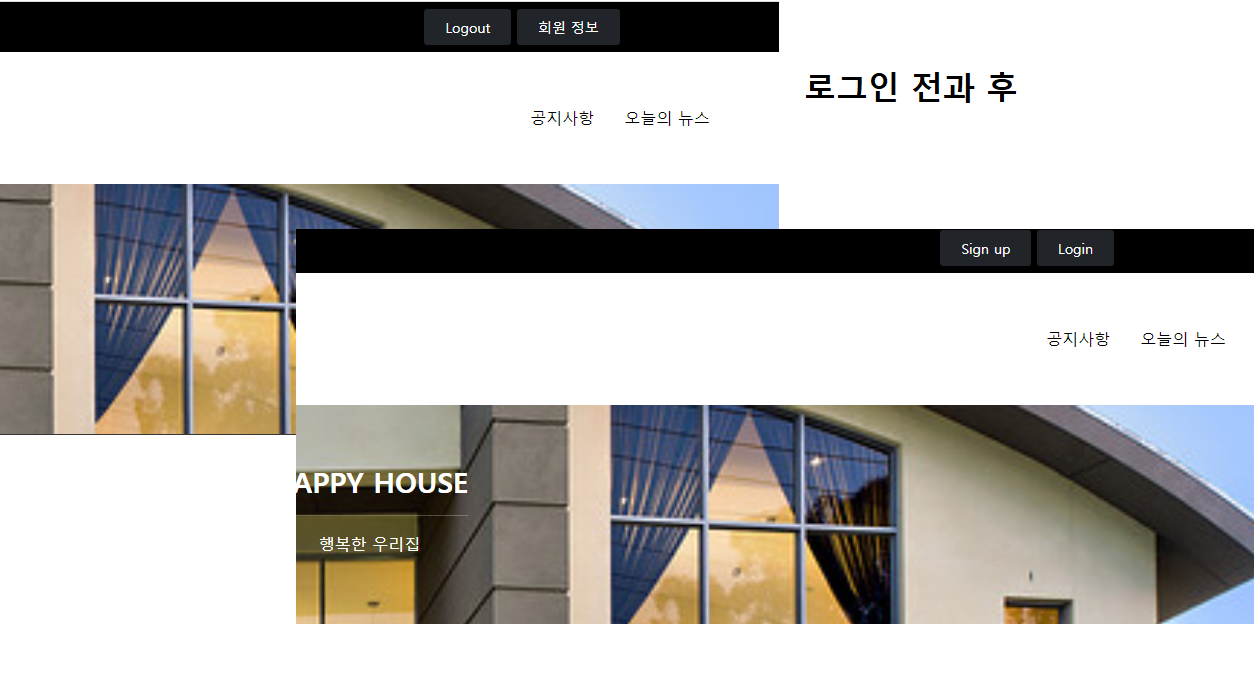 Logout 회원 정보
로그인 전과 후
공지사항 오늘의 뉴스
Sign up Login
공지사항 오늘의 뉴스
APPY HOUSE
행복한 우리집